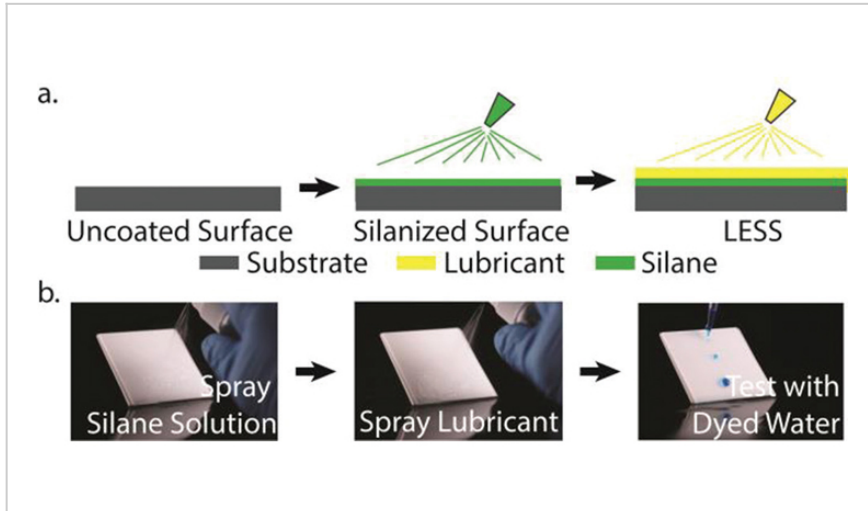 a.
Uncoated Surface
Silanized Surface
LESS
Substrate
Lubricant
Silane
b.
Spray
Silane Solution
Spray Lubricant
Test with
Dyed Water